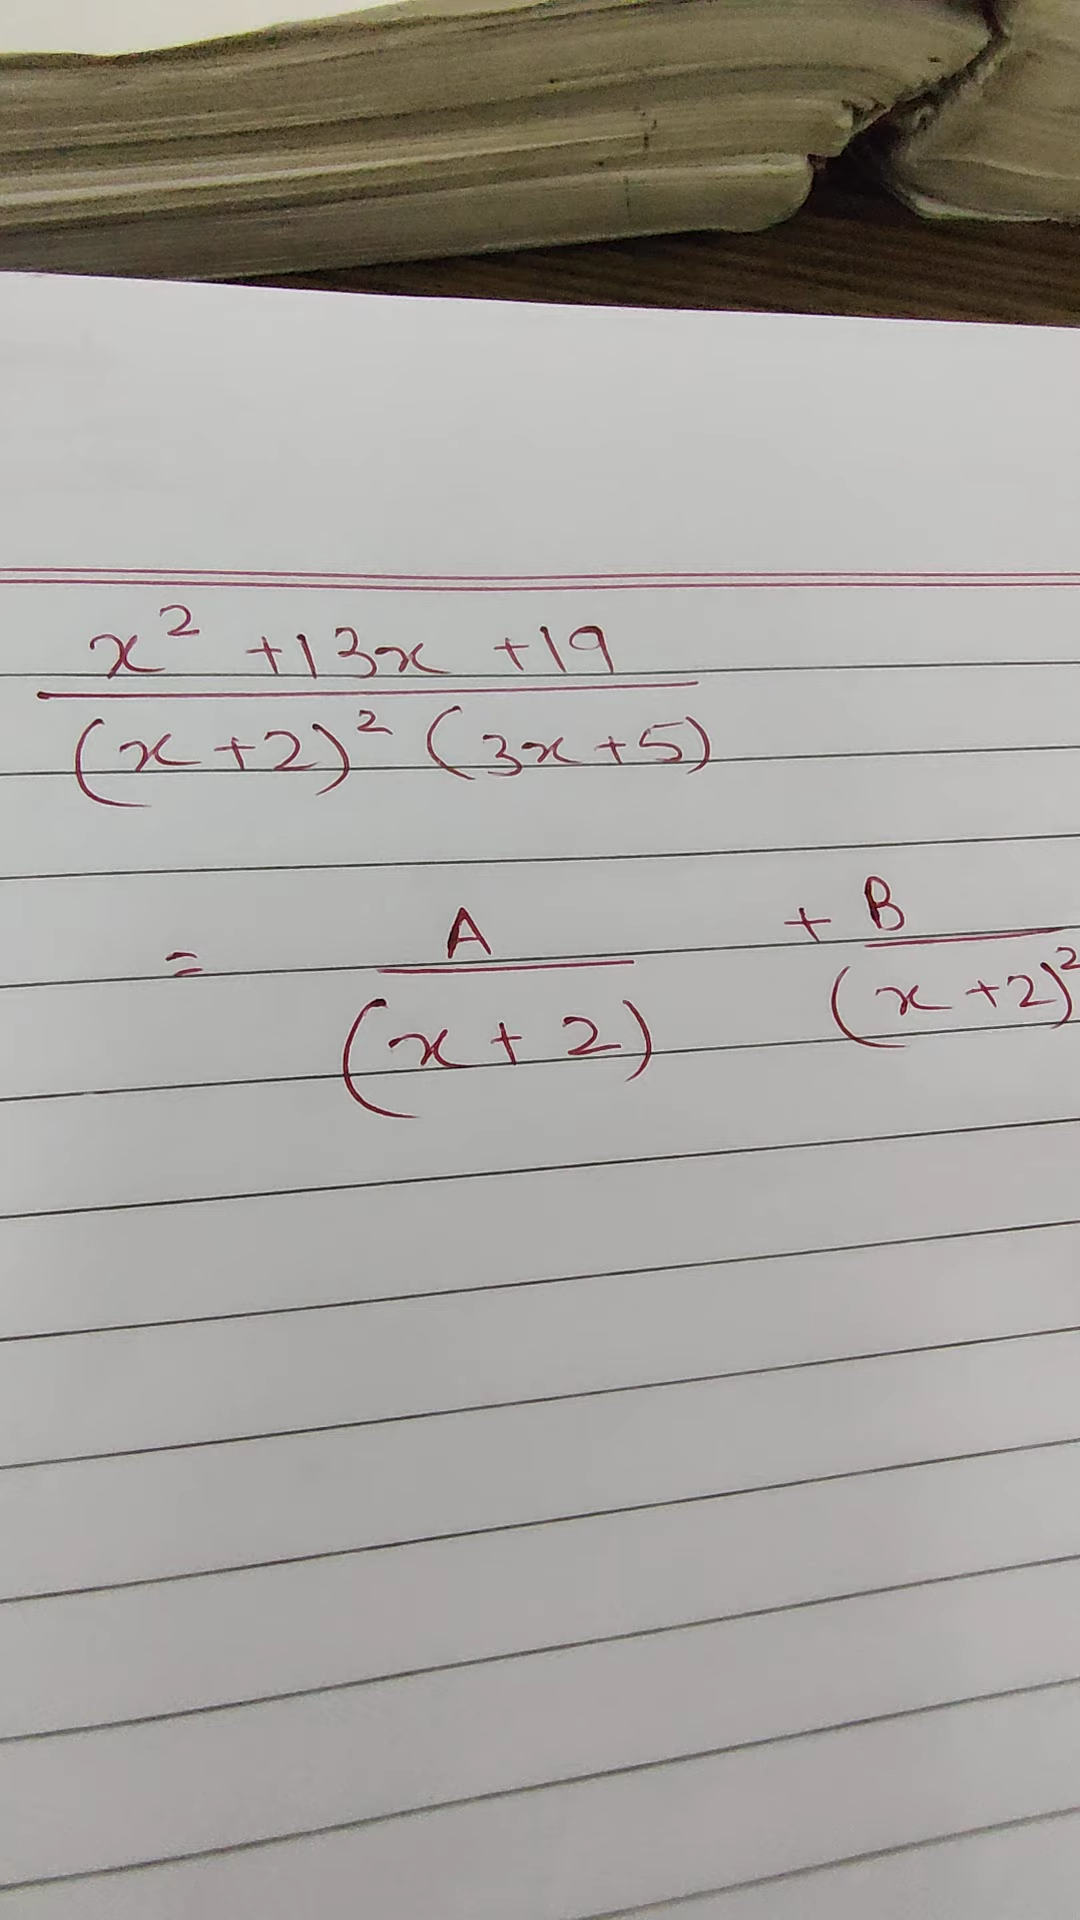 x² +13x +19
(x+2)² (3x+5)
= A + B
(x+2) (x+2)²